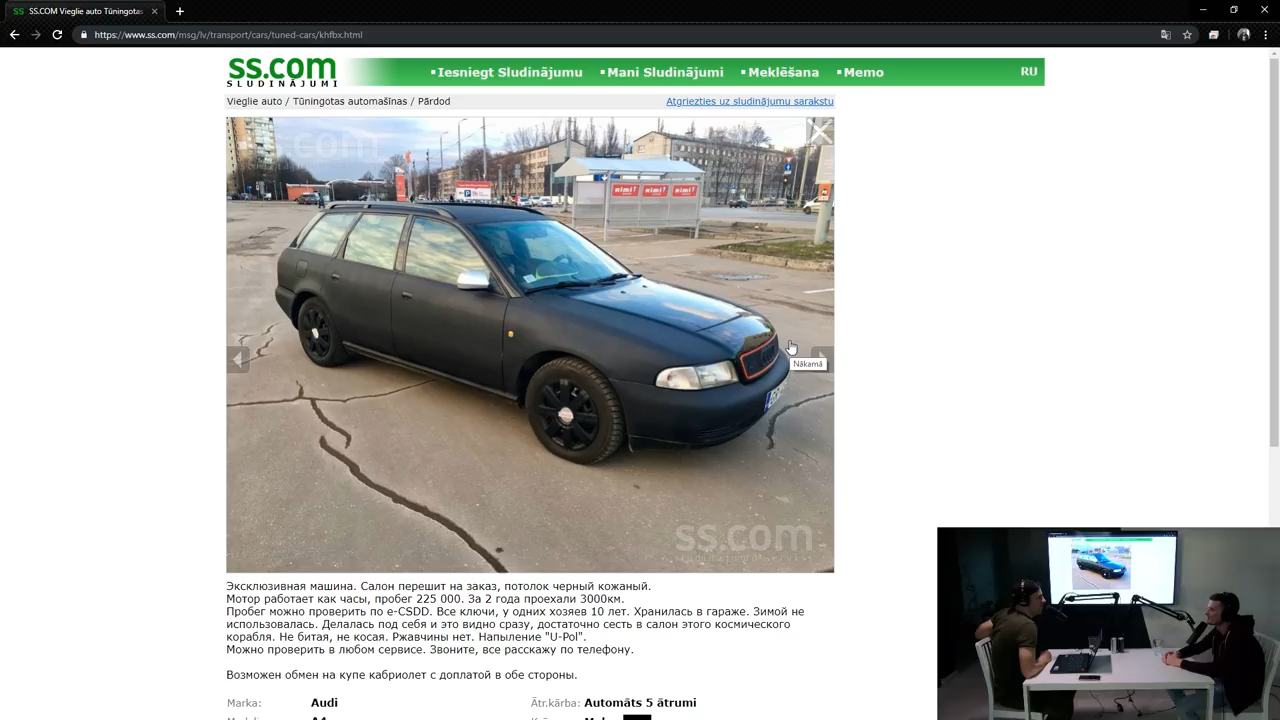 SS.COM Vieglie auto Tūningotas
https://www.ss.com/msg/lv/transport/cars/tuned-cars/khfbx.html
ss.com
SLUDINĀJUMI
Iesniegt Sludinājumu
Mani Sludinājumi
Meklēšana
Memo
RU
Vieglie auto / Tūningotas automašīnas / Pārdod
Atgriezties uz sludinājumu sarakstu
rimi rimi rimi
Nākamā
ss.com
Эксклюзивная машина. Салон перешит на заказ, потолок черный кожаный.
Мотор работает как часы, пробег 225 000. За 2 года проехали 3000км.
Пробег можно проверить по e-CSDD. Все ключи, у одних хозяев 10 лет. Хранилась в гараже. Зимой не
использовалась. Делалась под себя и это видно сразу, достаточно сесть в салон этого космического
корабля. Не битая, не косая. Ржавчины нет. Напыление "U-Pol".
Можно проверить в любом сервисе. Звоните, все расскажу по телефону.
Возможен обмен на купе кабриолет с доплатой в обе стороны.
Marka: Audi
Ātr.kārba: Automāts 5 ātrumi